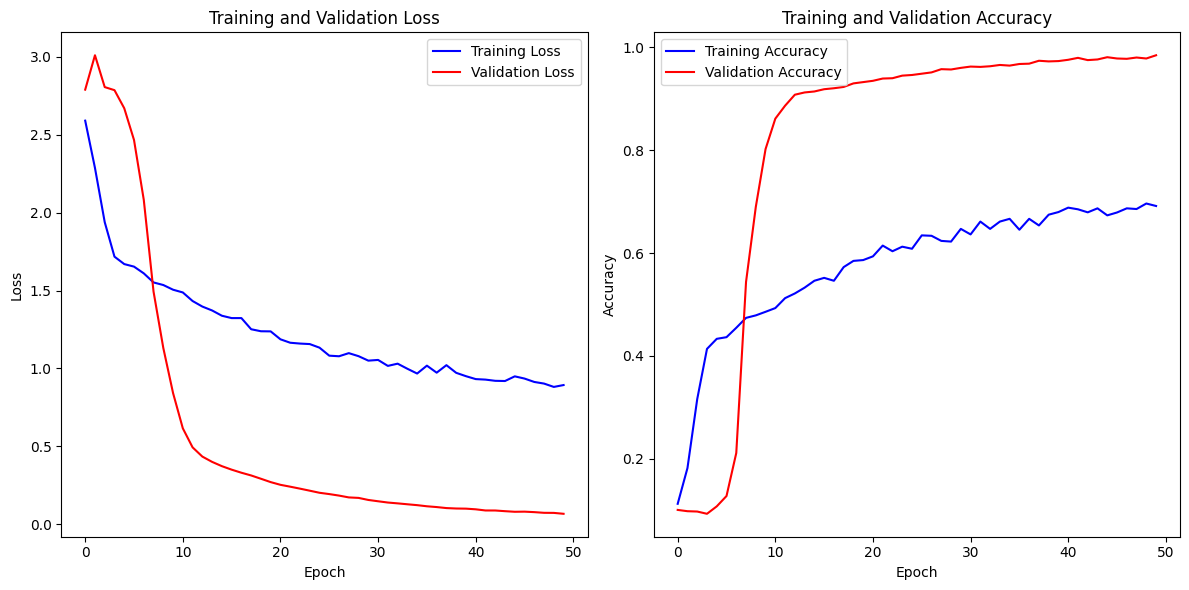 Training and Validation Loss
Training Loss
Validation Loss
3.0
2.5
2.0
1.5
1.0
0.5
0.0
Loss
0
10
20
30
40
50
Epoch
Training and Validation Accuracy
Training Accuracy
Validation Accuracy
1.0
0.8
0.6
0.4
0.2
Accuracy
0
10
20
30
40
50
Epoch